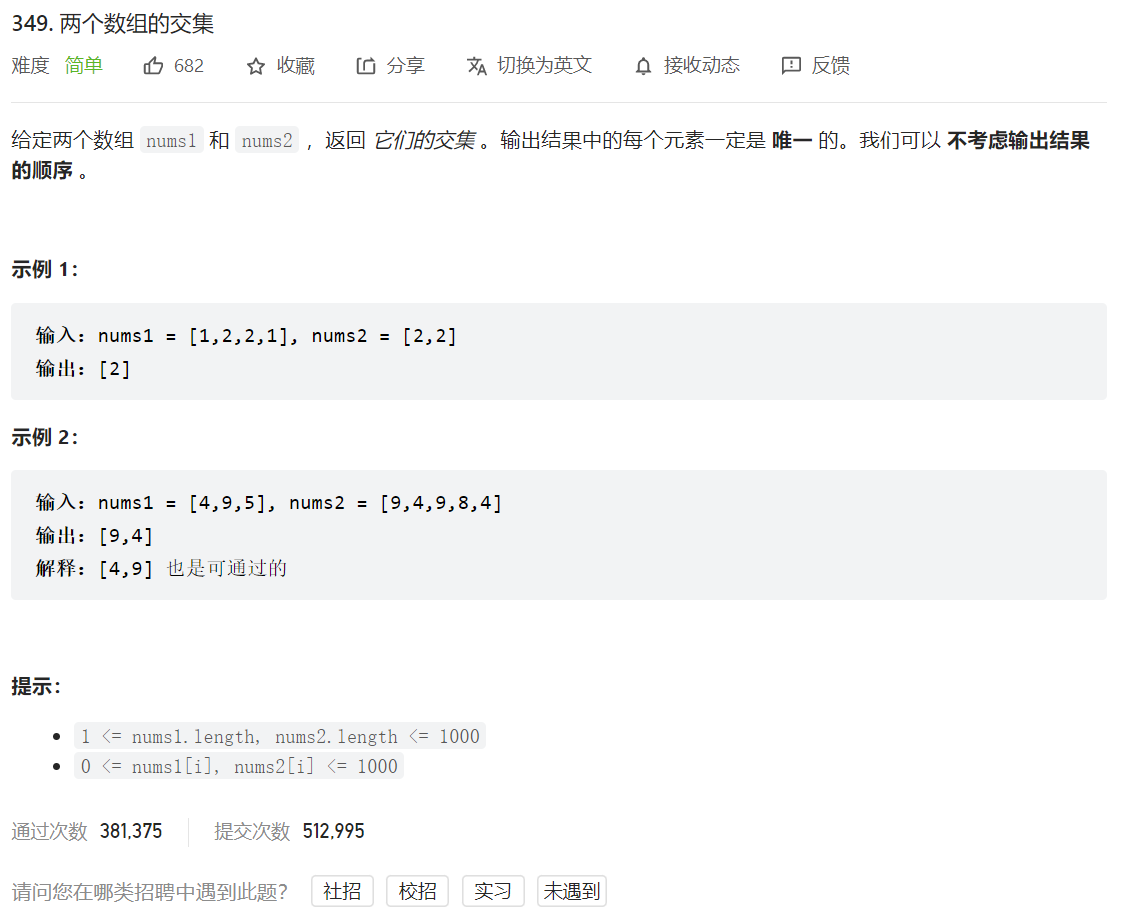 349. 两个数组的交集
难度 简单 682 收藏 分享 切换为英文 接收动态 反馈
给定两个数组 nums1 和 nums2 ，返回 它们的交集 。输出结果中的每个元素一定是 唯一 的。我们可以 不考虑输出结果
的顺序 。
示例 1：
输入：nums1 = [1,2,2,1], nums2 = [2,2]
输出：[2]
示例 2：
输入：nums1 = [4,9,5], nums2 = [9,4,9,8,4]
输出：[9,4]
解释：[4,9] 也是可通过的
提示：
1 <= nums1.length, nums2.length <= 1000
0 <= nums1[i], nums2[i] <= 1000
通过次数 381,375 提交次数 512,995
请问您在哪类招聘中遇到此题？ 社招 校招 实习 未遇到